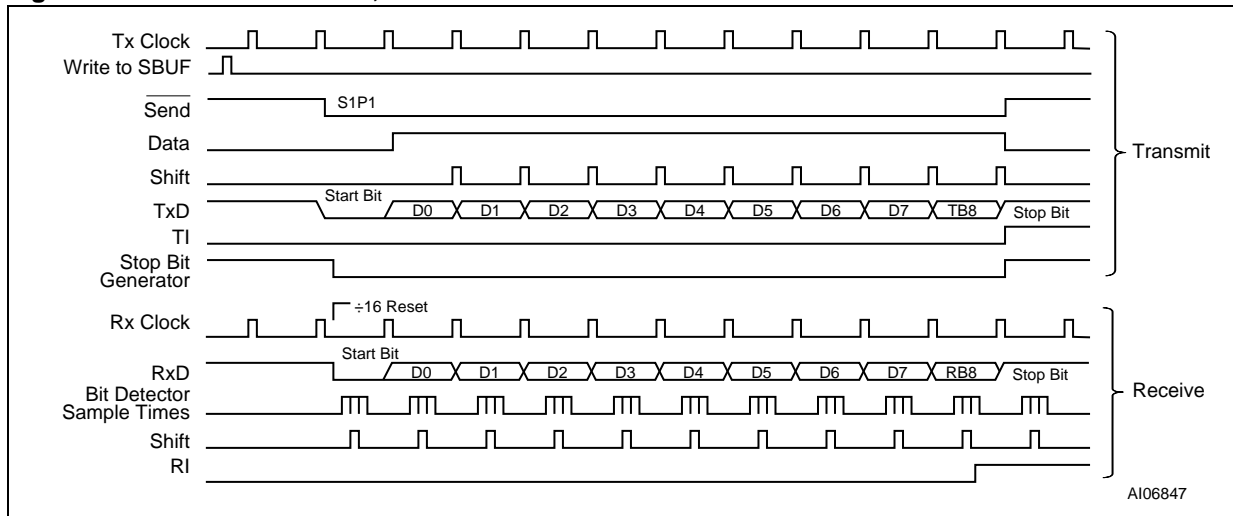 Tx Clock
Write to SBUF
Send
S1P1
Data
Shift
Start Bit
TxD
D0 D1 D2 D3 D4 D5 D6 D7 TB8 Stop Bit
TI
Stop Bit
Generator
Transmit
÷16 Reset
Rx Clock
Start Bit
RxD
D0 D1 D2 D3 D4 D5 D6 D7 RB8 Stop Bit
Bit Detector
Sample Times
Shift
RI
Receive
AI06847